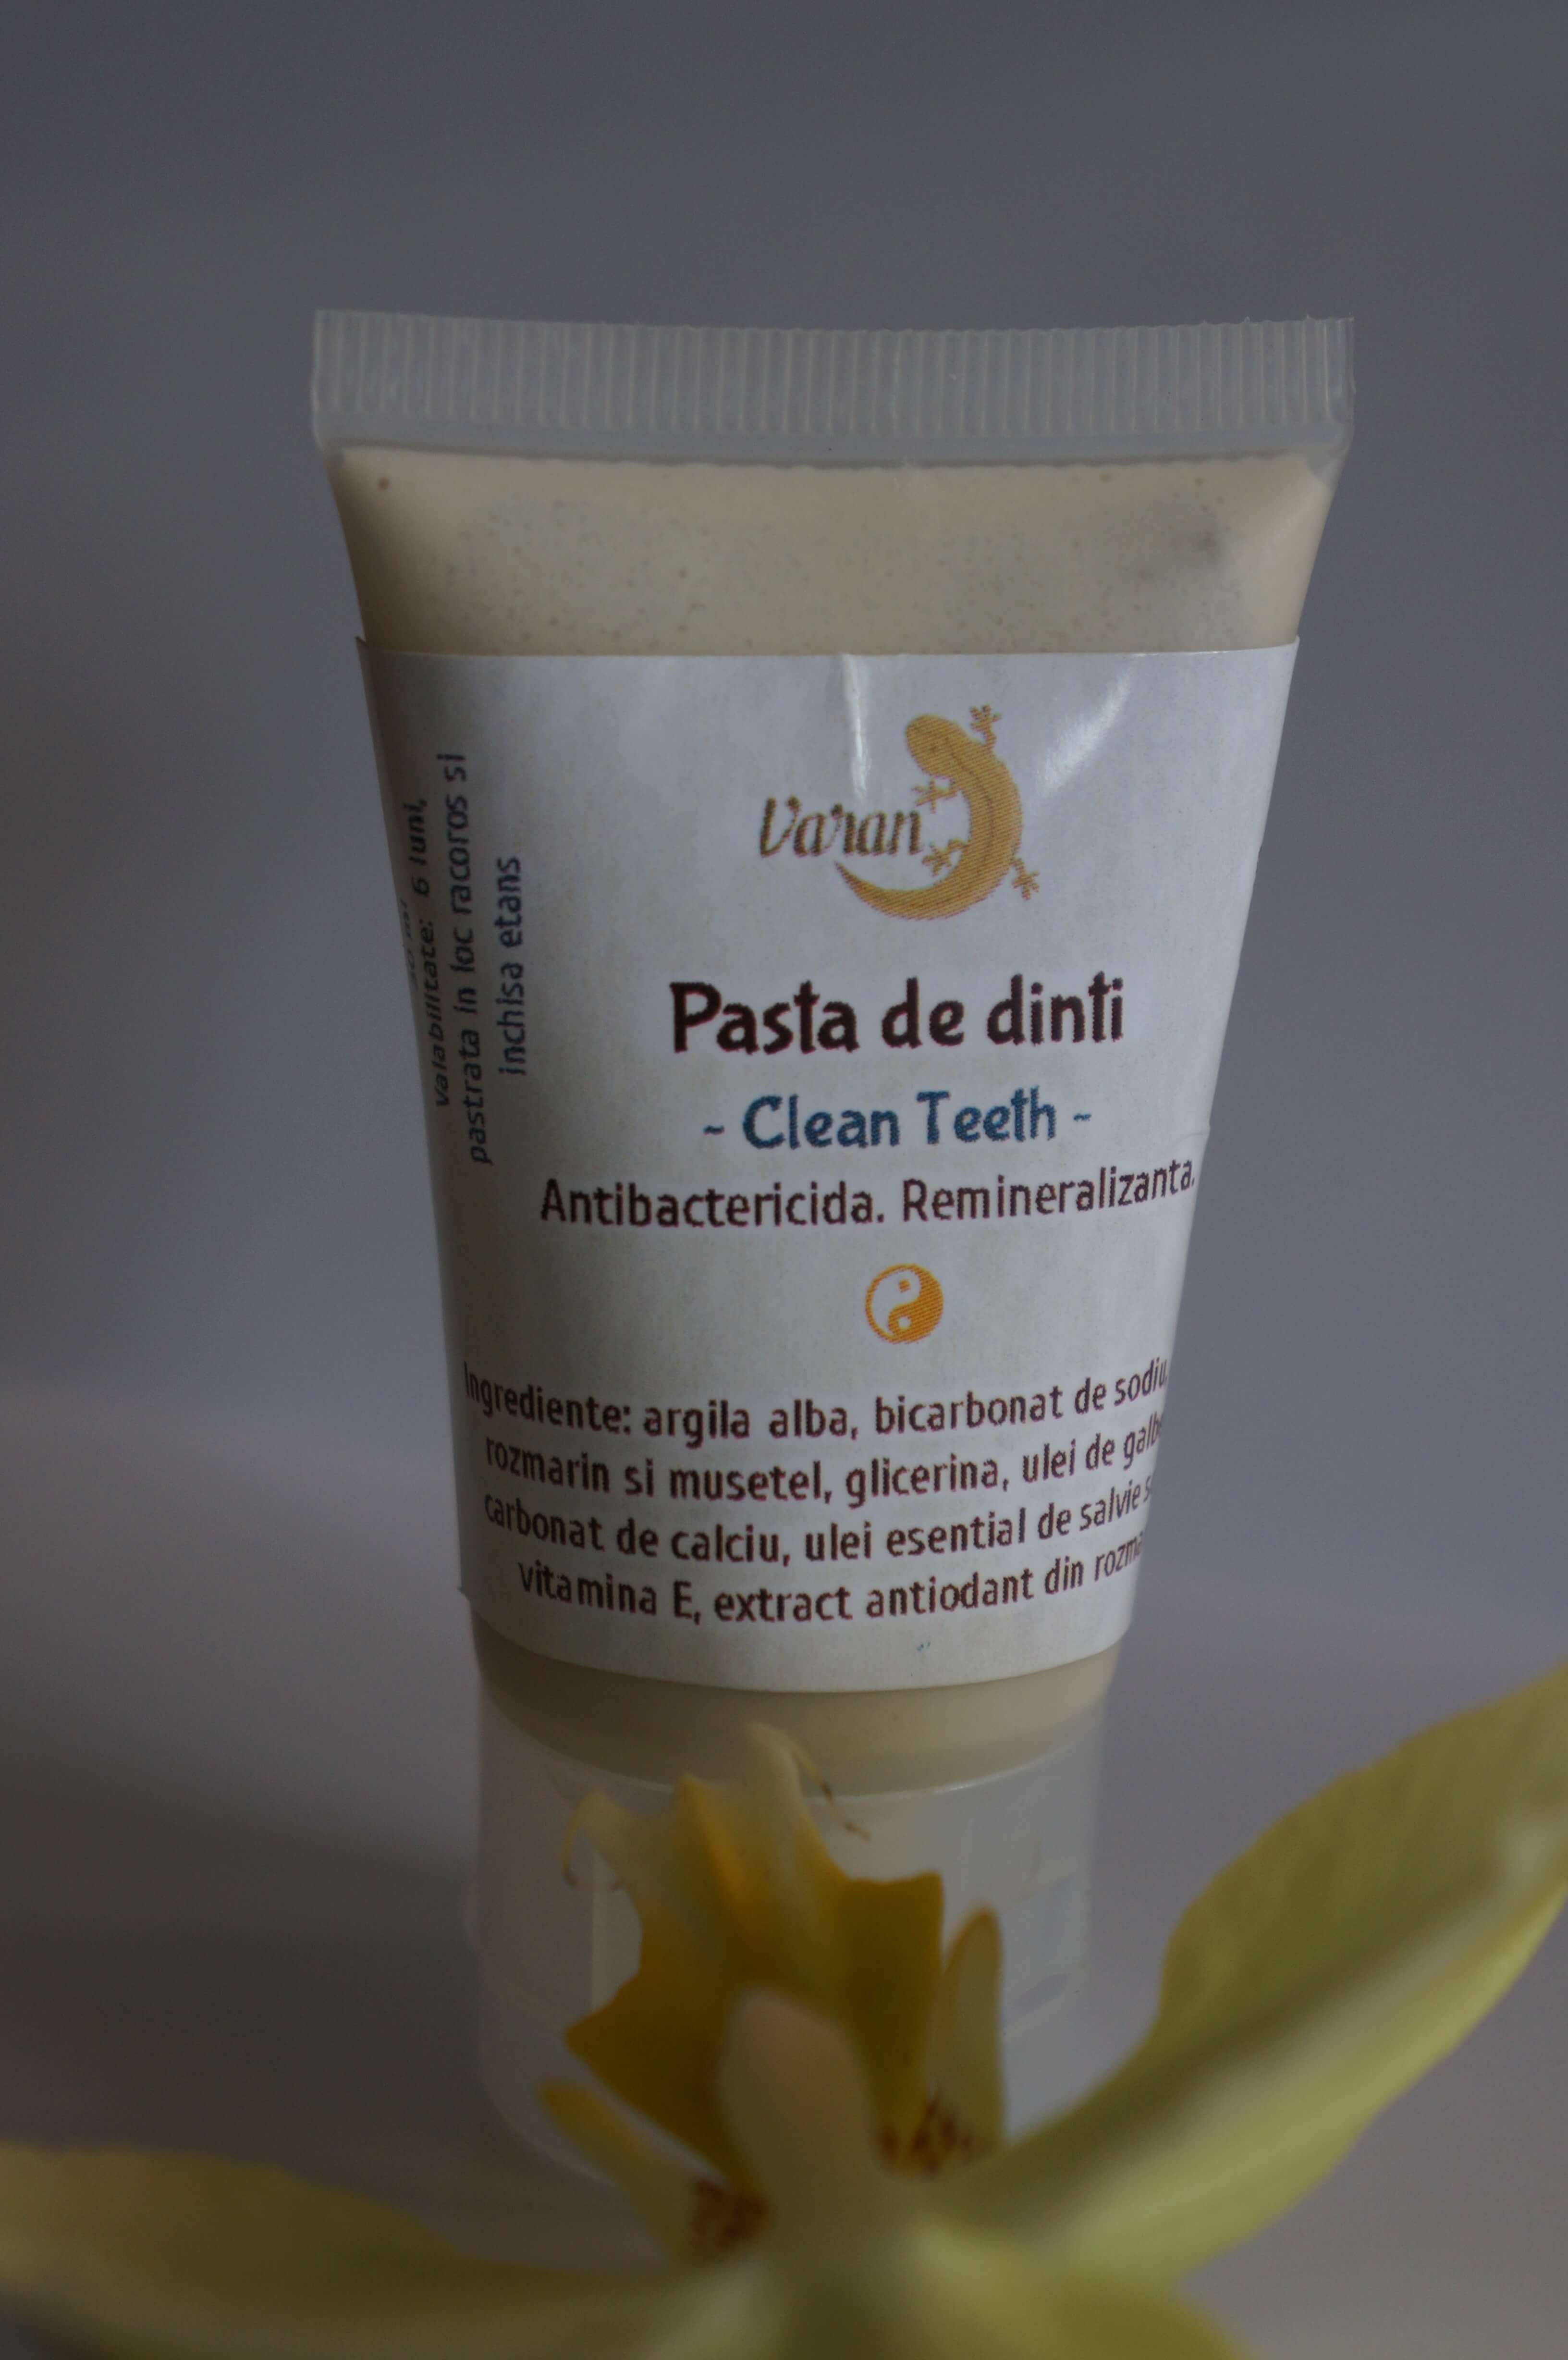 Varan
Pasta de dinti
- Clean Teeth -
Antibactericida. Remineralizanta.
Ingrediente: argila alba, bicarbonat de sodiu,
rozmarin si musetel, glicerina, ulei de
carbonat de calciu, ulei esential de salvie
vitamina E, extract antiodant din
valabilitate: 6 luni,
pastrata in loc racoros si
inchisa etans